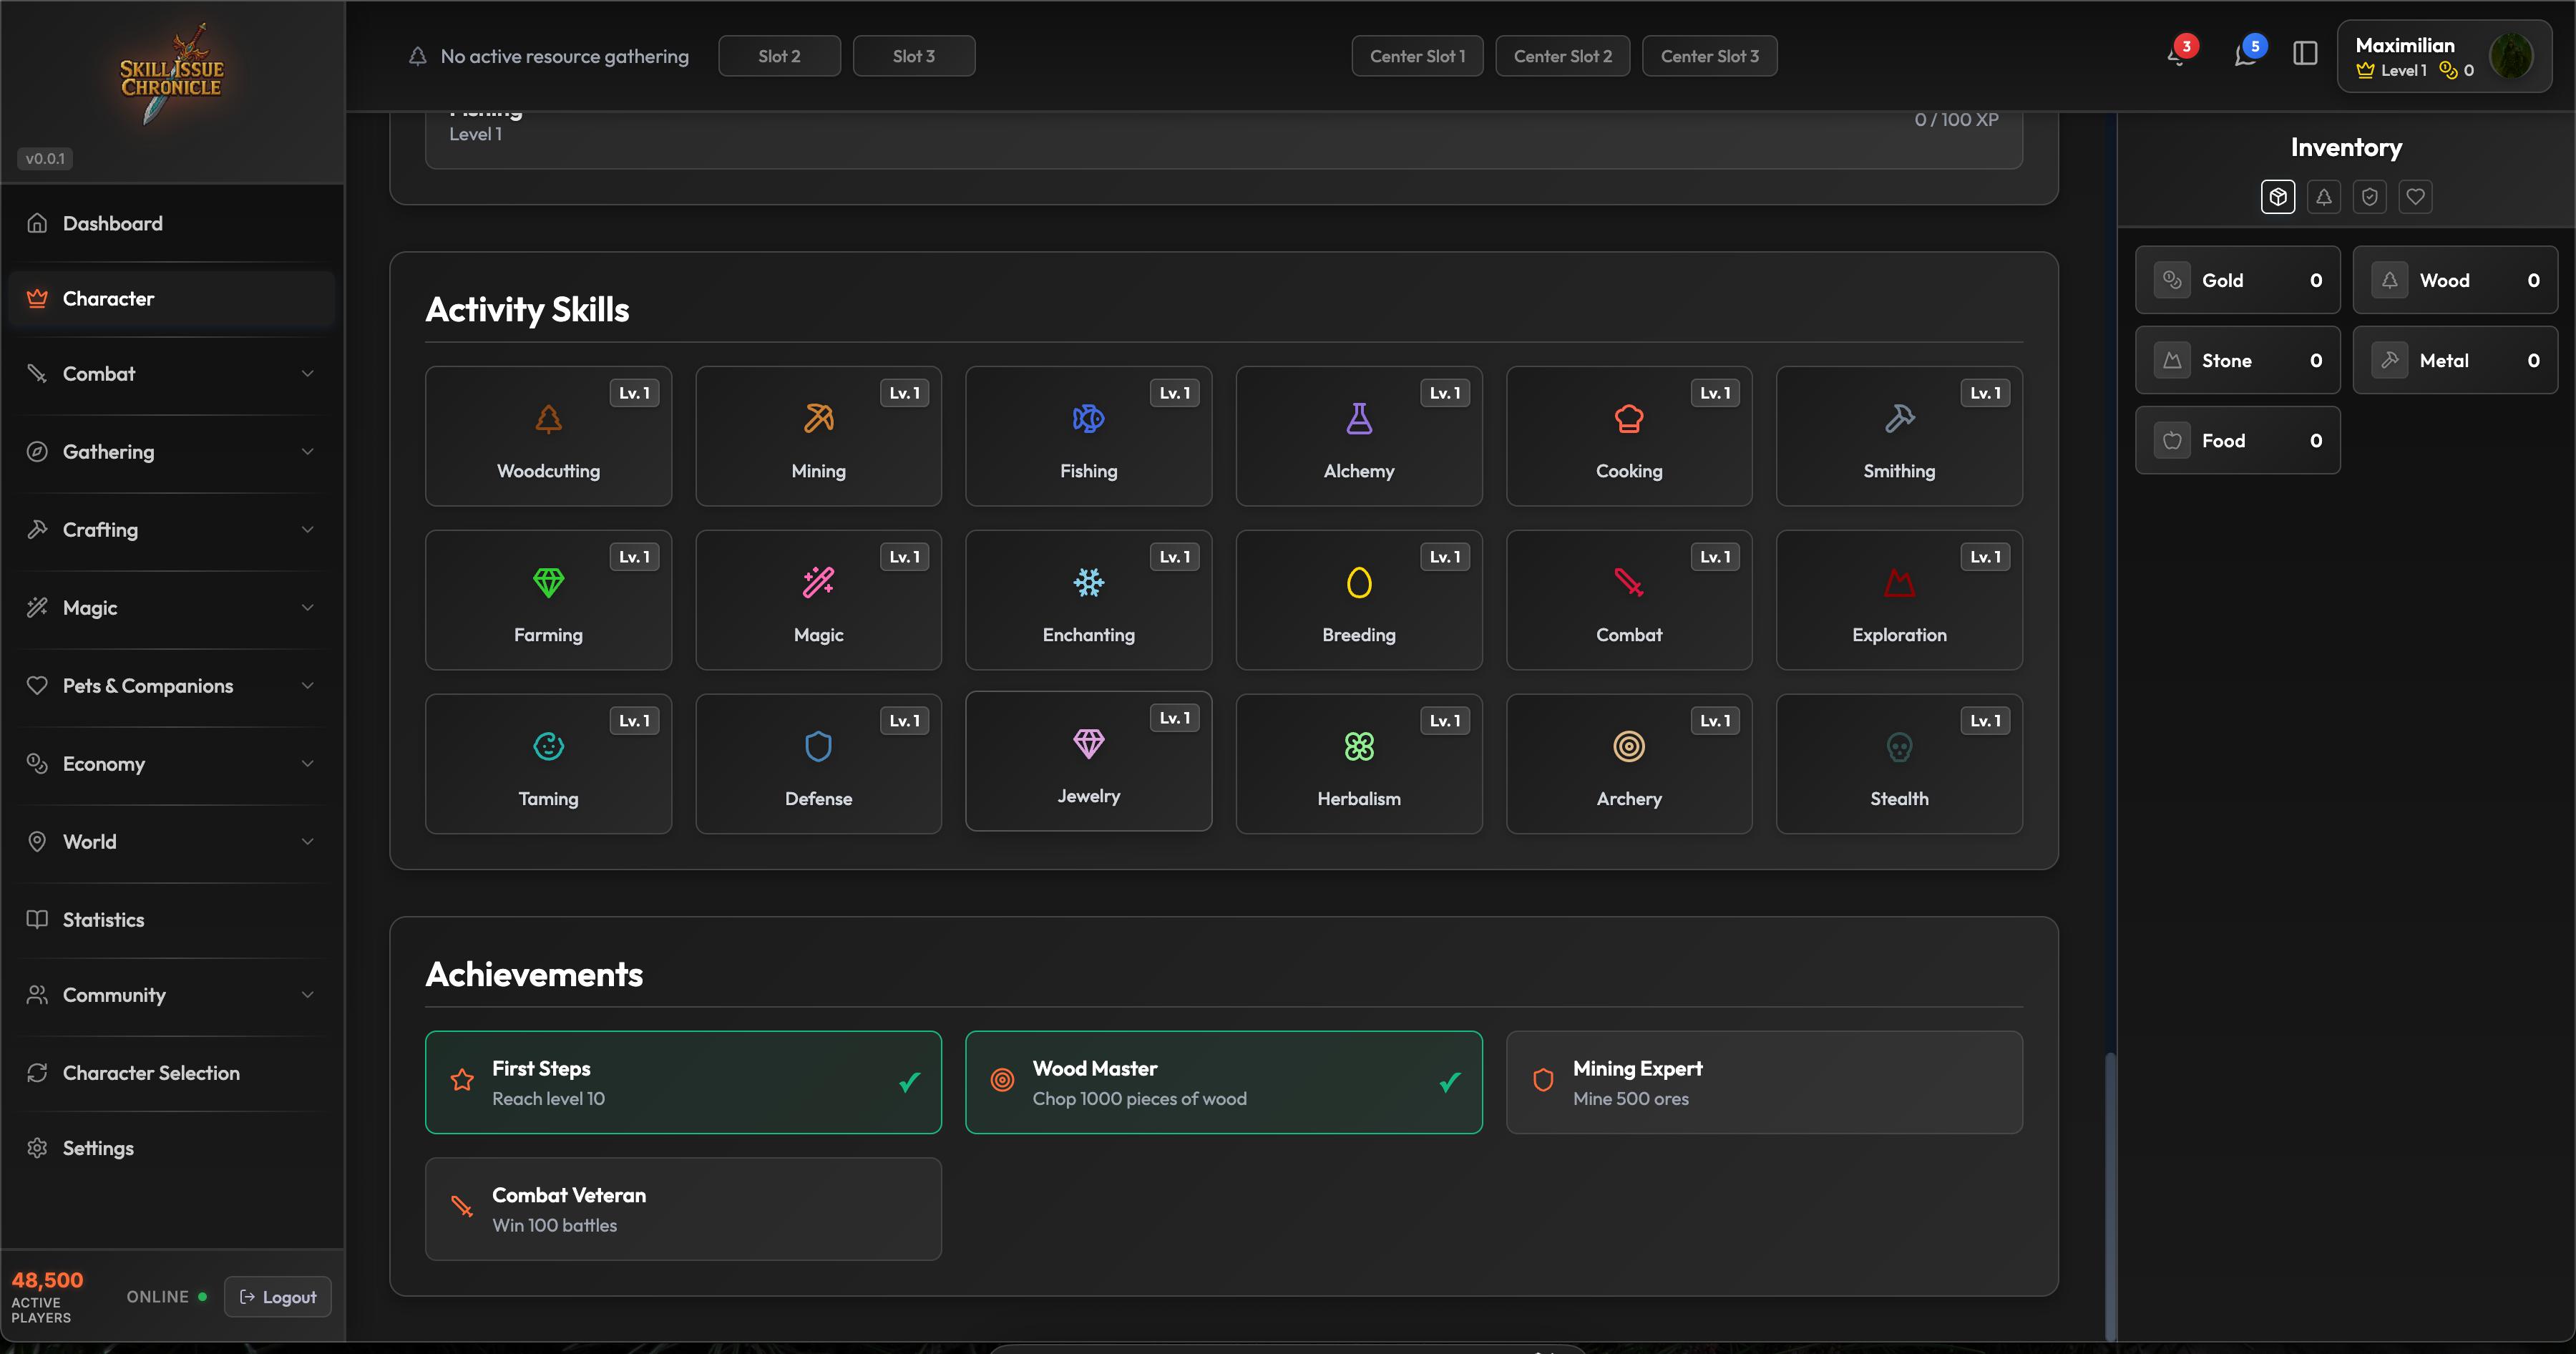 SKILL ISSUE
CHRONICLE
v0.0.1
No active resource gathering
Slot 2
Slot 3
Center Slot 1
Center Slot 2
Center Slot 3
3
5
Maximilian
Level 1
0
Dashboard
Character
Combat
Gathering
Crafting
Magic
Pets & Companions
Economy
World
Statistics
Community
Character Selection
Settings
48,500
ACTIVE
PLAYERS
ONLINE
Logout
Fishing
Level 1
0 / 100 XP
Activity Skills
Lv. 1
Woodcutting
Lv. 1
Mining
Lv. 1
Fishing
Lv. 1
Alchemy
Lv. 1
Cooking
Lv. 1
Smithing
Lv. 1
Farming
Lv. 1
Magic
Lv. 1
Enchanting
Lv. 1
Breeding
Lv. 1
Combat
Lv. 1
Exploration
Lv. 1
Taming
Lv. 1
Defense
Lv. 1
Jewelry
Lv. 1
Herbalism
Lv. 1
Archery
Lv. 1
Stealth
Achievements
First Steps
Reach level 10
Wood Master
Chop 1000 pieces of wood
Mining Expert
Mine 500 ores
Combat Veteran
Win 100 battles
Inventory
Gold 0
Wood 0
Stone 0
Metal 0
Food 0